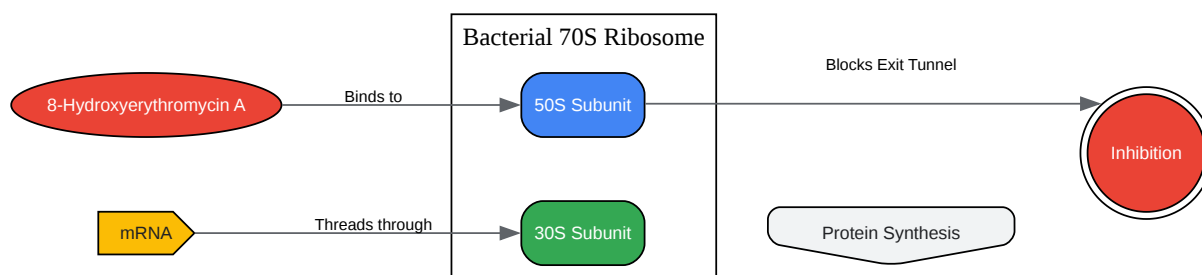 Bacterial 70S Ribosome
8-Hydroxyerythromycin A
Binds to
50S Subunit
Blocks Exit Tunnel
Inhibition
mRNA
Threads through
30S Subunit
Protein Synthesis